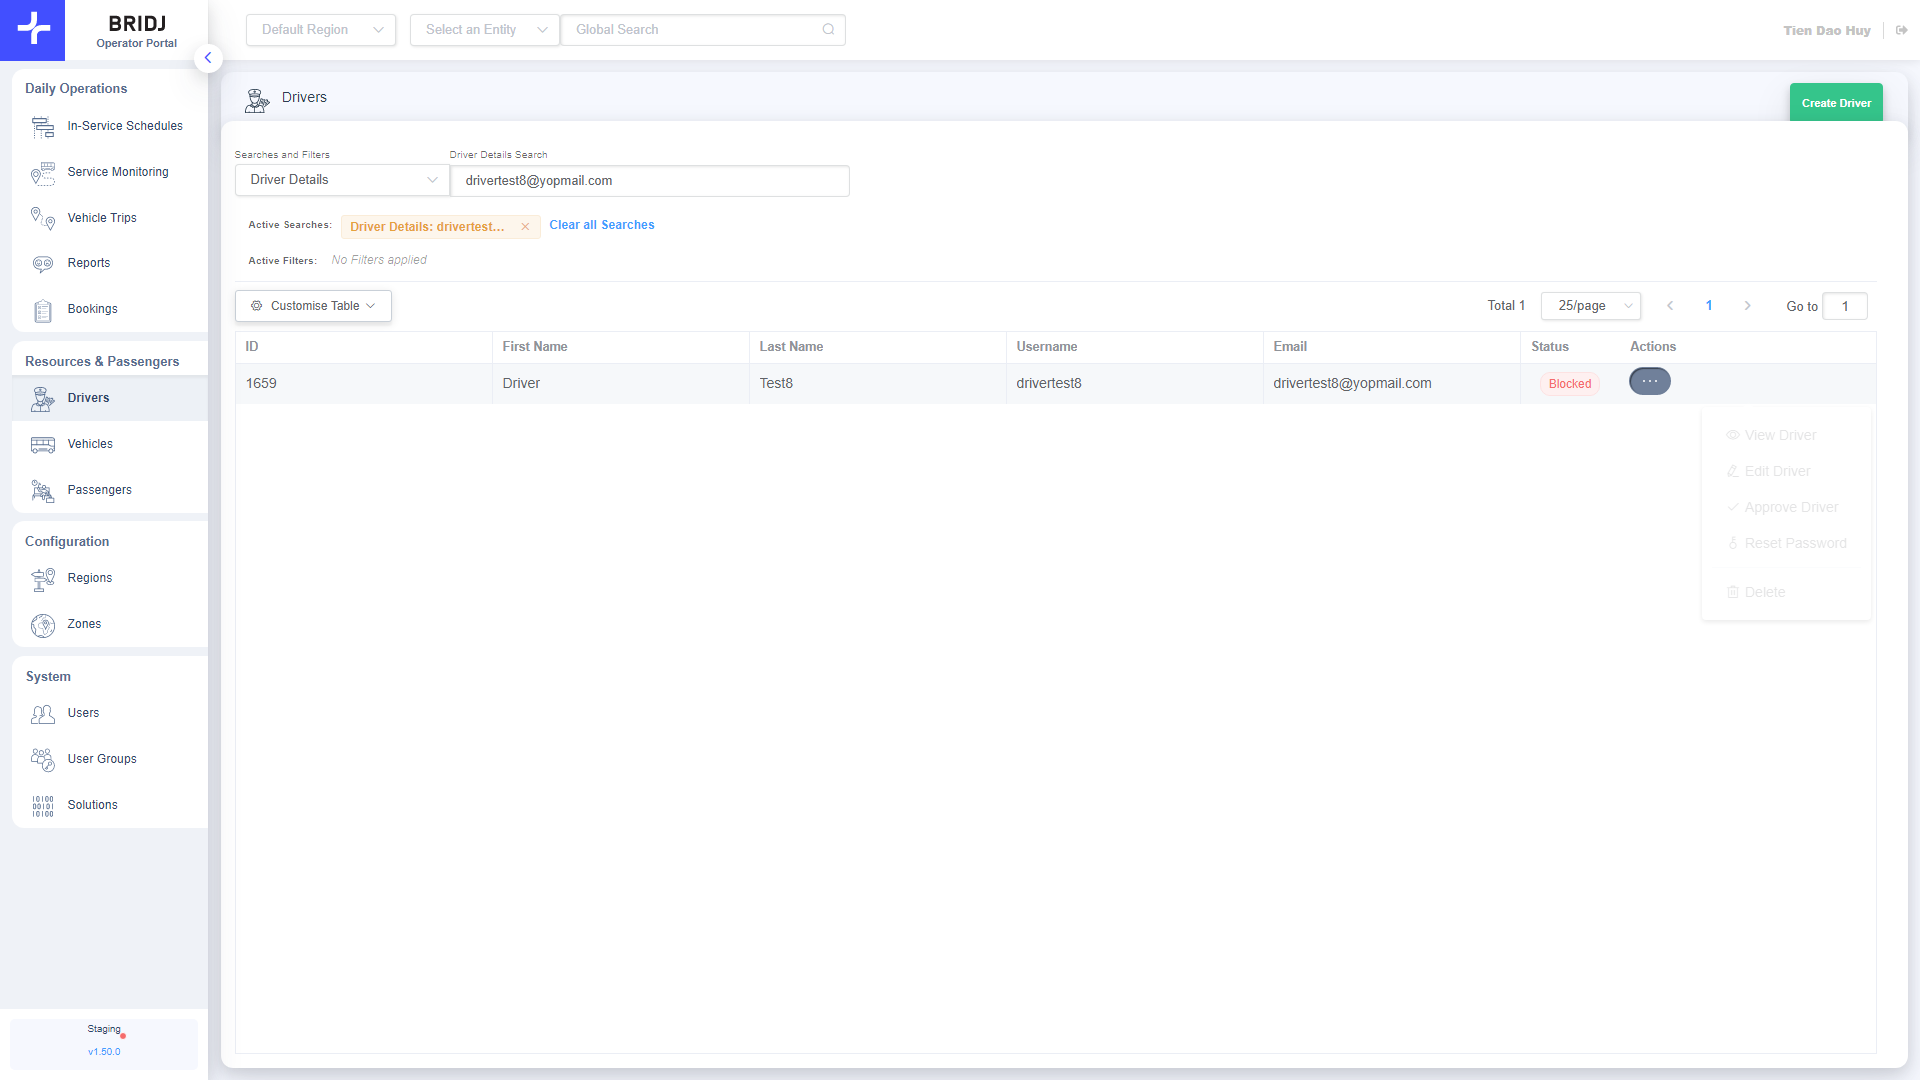 BRIDJ
Operator Portal
Default Region
Select an Entity
Global Search
Tien Dao Huy
Daily Operations
In-Service Schedules
Service Monitoring
Vehicle Trips
Reports
Bookings
Resources & Passengers
Drivers
Vehicles
Passengers
Configuration
Regions
Zones
System
Users
User Groups
Solutions
Staging
v1.50.0
Drivers
Create Driver
Searches and Filters
Driver Details Search
Driver Details
drivertest8@yopmail.com
Active Searches:
Driver Details: drivertest...
Clear all Searches
Active Filters:
No Filters applied
Customise Table
Total 1
25/page
1
Go to
1
ID
First Name
Last Name
Username
Email
Status
Actions
1659
Driver
Test8
drivertest8
drivertest8@yopmail.com
Blocked
View Driver
Edit Driver
Approve Driver
Reset Password
Delete